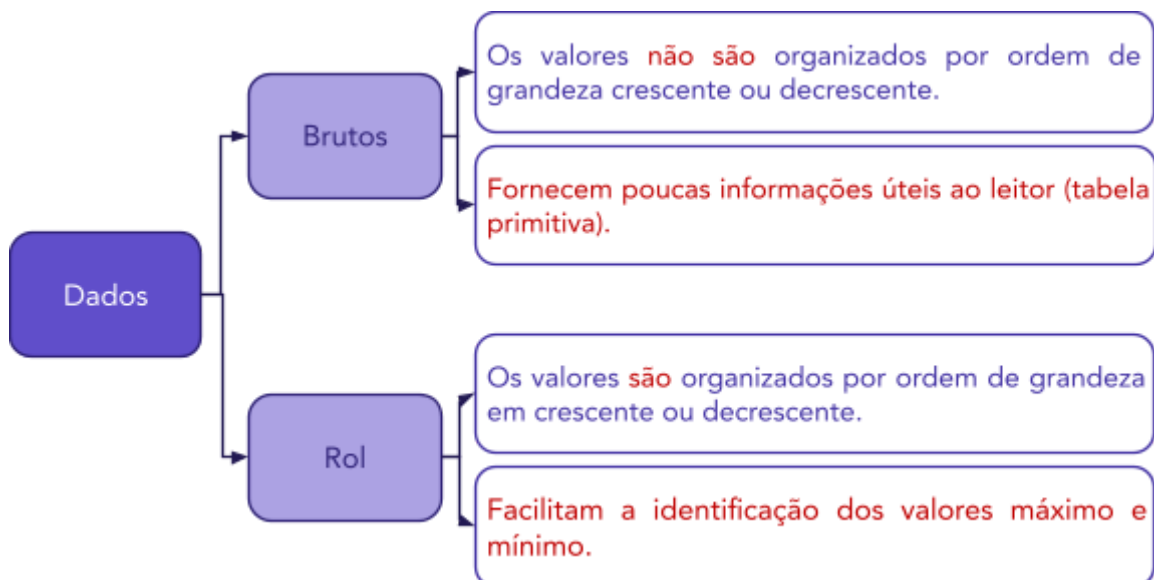 Os valores não são organizados por ordem de
grandeza crescente ou decrescente.
Brutos
Fornecem poucas informações úteis ao leitor (tabela
primitiva).
Dados
Os valores são organizados por ordem de grandeza
em crescente ou decrescente.
Rol
Facilitam a identificação dos valores máximo e
mínimo.